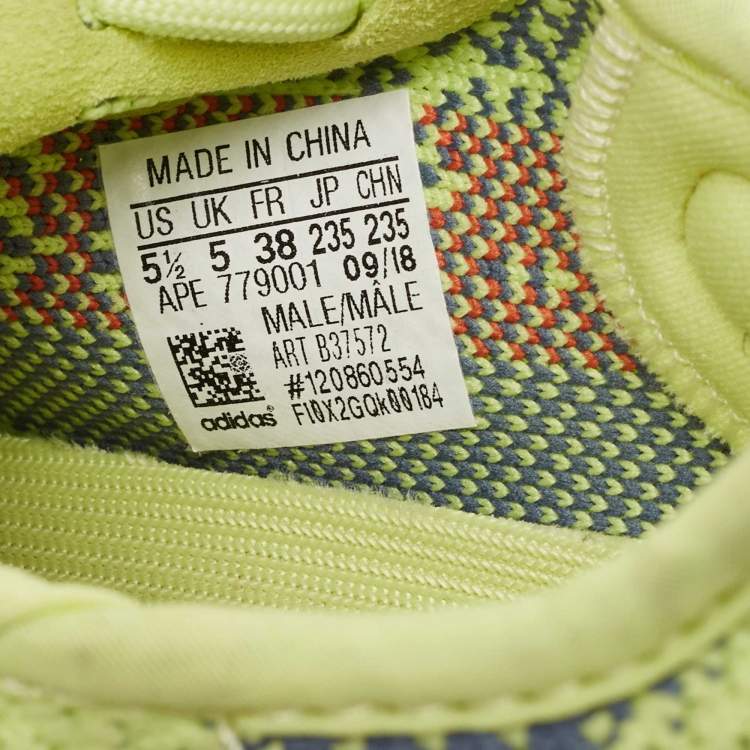 MADE IN CHINA
US UK FR JP CHN
5½ 5 38 235 235
APE 779001 09/18
MALE/MÂLE
ART B37572
#120860554
adidas FI0X2GQk00184